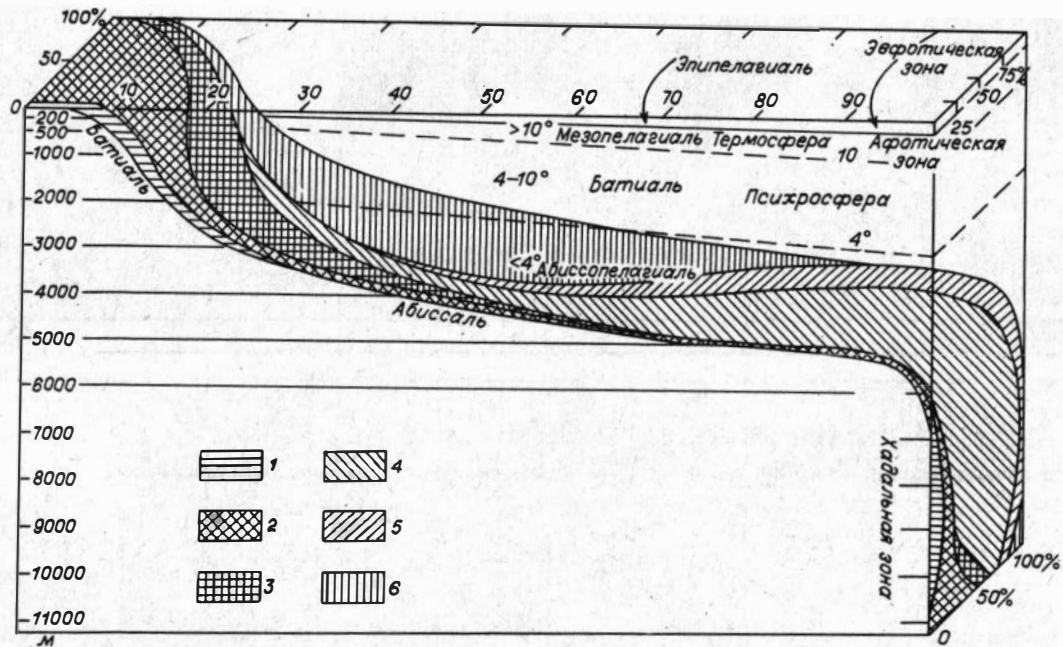 100%
50
0
10 20 30 40 50 60 70 80 90
Эпипелагиаль
Эвфотическая
зона
75%
50
25
200
500
1000
2000
3000
4000
5000
6000
7000
8000
9000
10000
11000
м
Батиаль
>10° Мезопелагиаль Термосфера 10 Афотическая
зона
4-10° Батиаль Психросфера
4°
<4° Абиссопелагиаль
Абиссаль
Хадальная зона
1 4
2 5
3 6
100%
50%
0